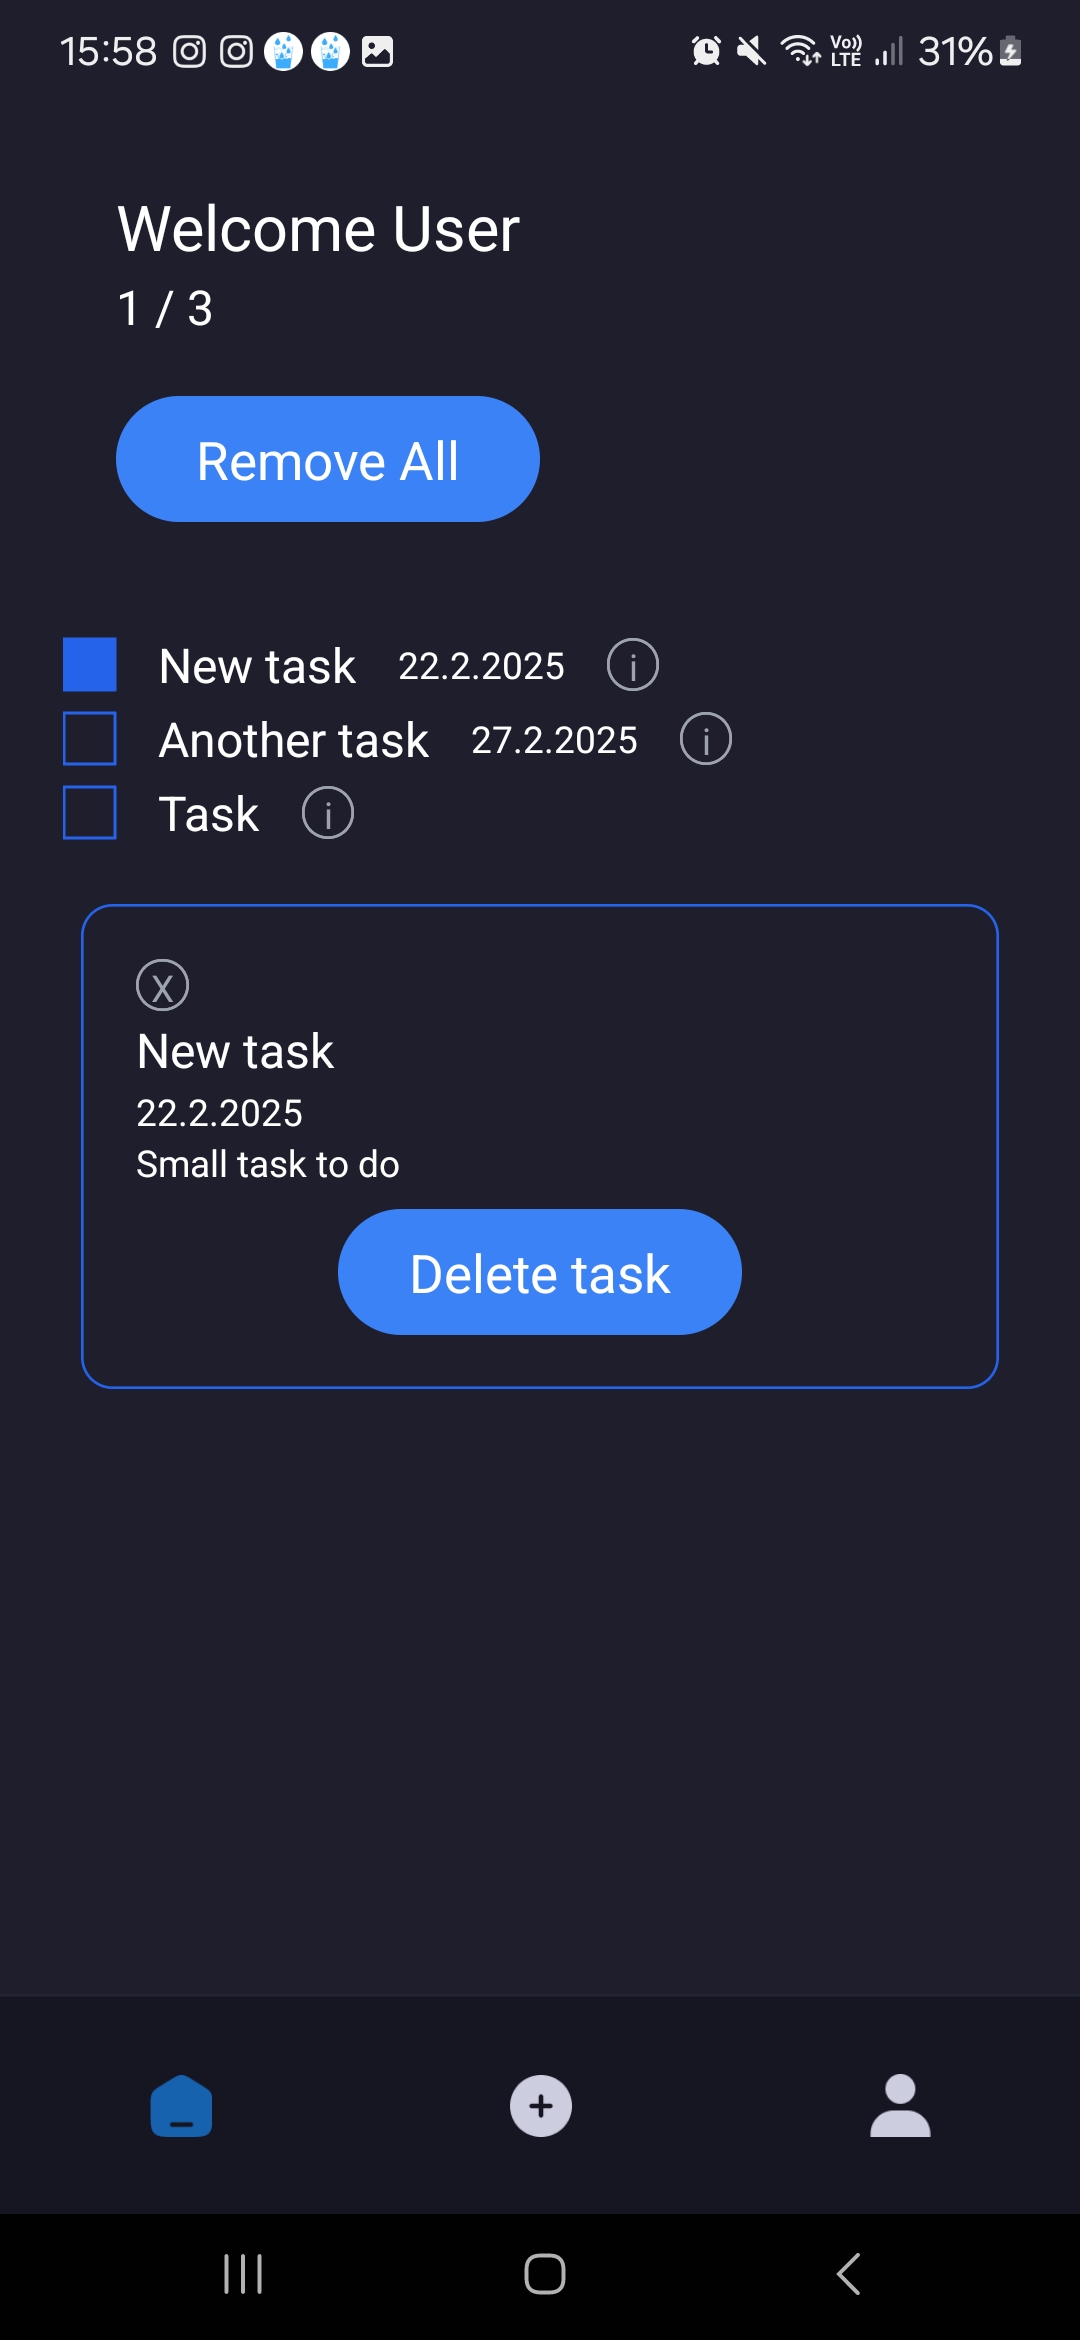 15:58 Vo)) LTE 31%
Welcome User
1 / 3
Remove All
New task 22.2.2025 i
Another task 27.2.2025 i
Task i
X
New task
22.2.2025
Small task to do
Delete task